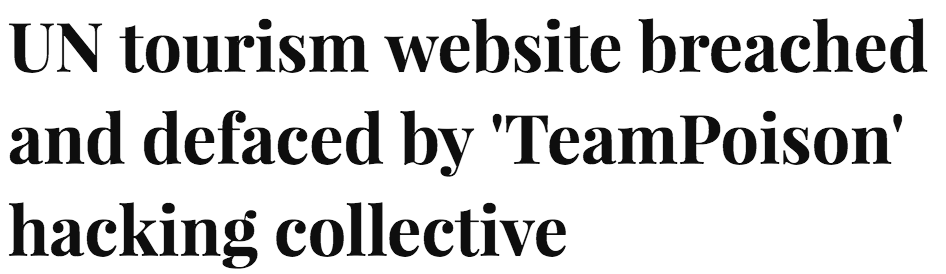 UN tourism website breached
and defaced by 'TeamPoison'
hacking collective